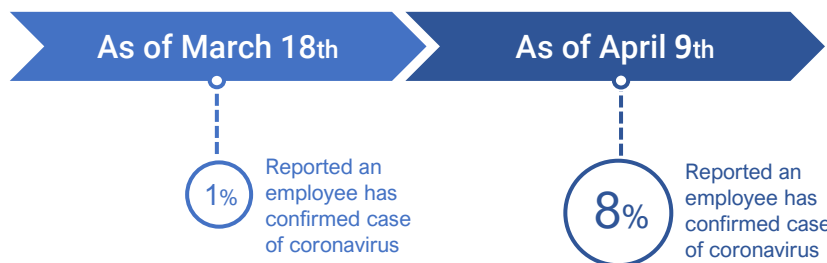 As of March 18th
As of April 9th
1%
Reported an
employee has
confirmed case
of coronavirus
8%
Reported an
employee has
confirmed case
of coronavirus